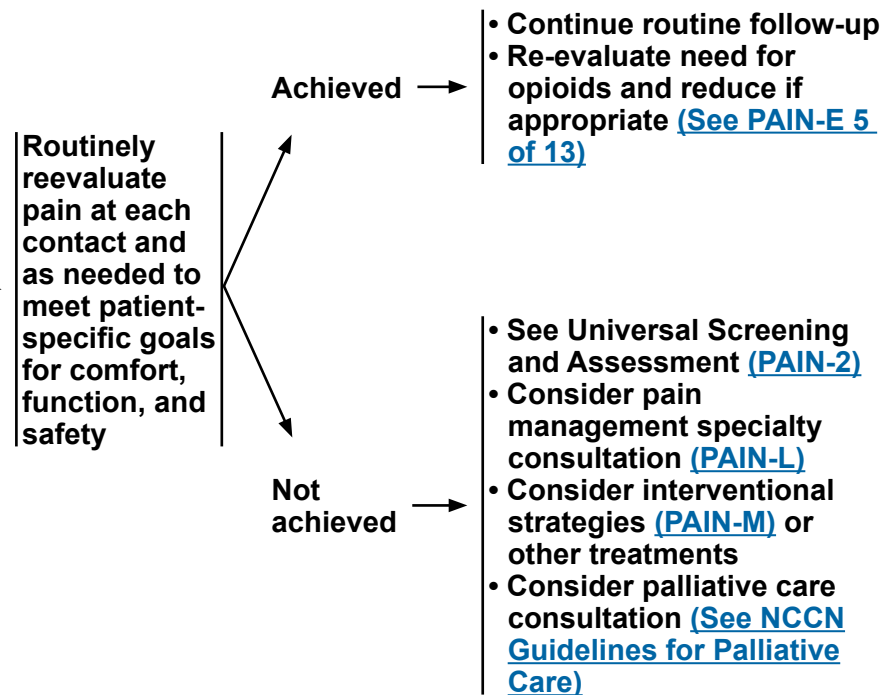 Routinely
reevaluate
pain at each
contact and
as needed to
meet patient-
specific goals
for comfort,
function, and
safety
Achieved
• Continue routine follow-up
• Re-evaluate need for
opioids and reduce if
appropriate (See PAIN-E 5
of 13)
Not
achieved
• See Universal Screening
and Assessment (PAIN-2)
• Consider pain
management specialty
consultation (PAIN-L)
• Consider interventional
strategies (PAIN-M) or
other treatments
• Consider palliative care
consultation (See NCCN
Guidelines for Palliative
Care)